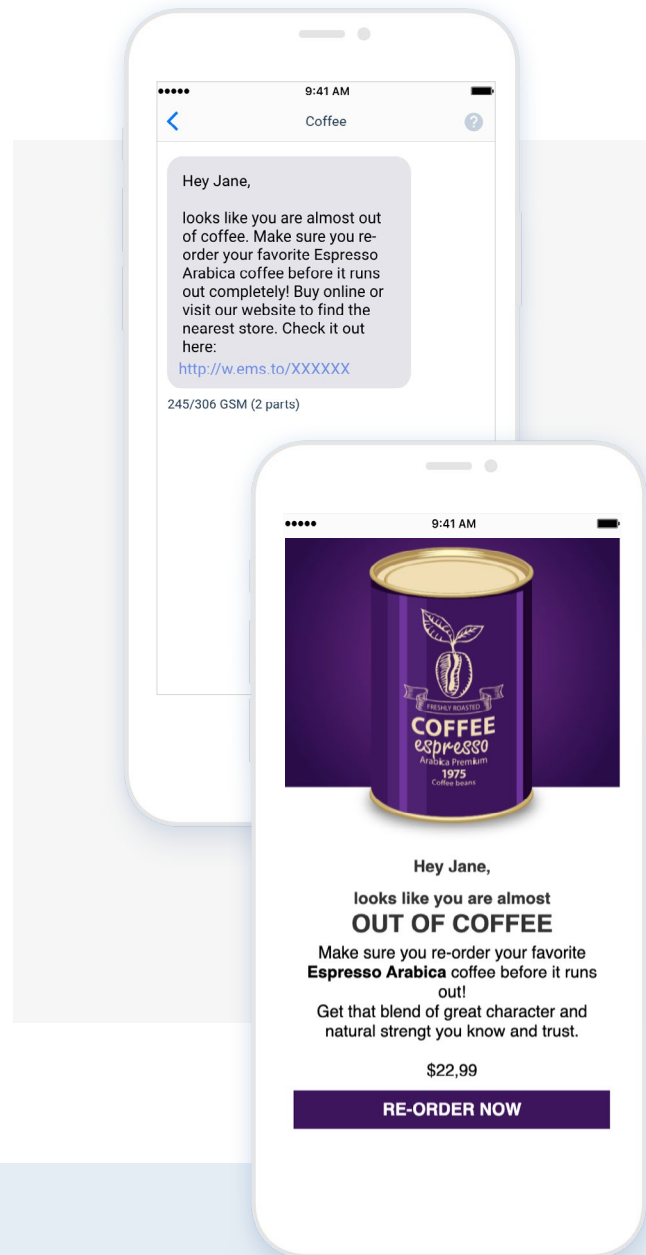 9:41 AM
Coffee
?
Hey Jane,
looks like you are almost out
of coffee. Make sure you re-
order your favorite Espresso
Arabica coffee before it runs
out completely! Buy online or
visit our website to find the
nearest store. Check it out
here:
http://w.ems.to/XXXXXX
245/306 GSM (2 parts)
9:41 AM
FRESHLY ROASTED
COFFEE
espresso
Arabica Premium
1975
Coffee beans
Hey Jane,
looks like you are almost
OUT OF COFFEE
Make sure you re-order your favorite
Espresso Arabica coffee before it runs
out!
Get that blend of great character and
natural strengt you know and trust.
$22,99
RE-ORDER NOW